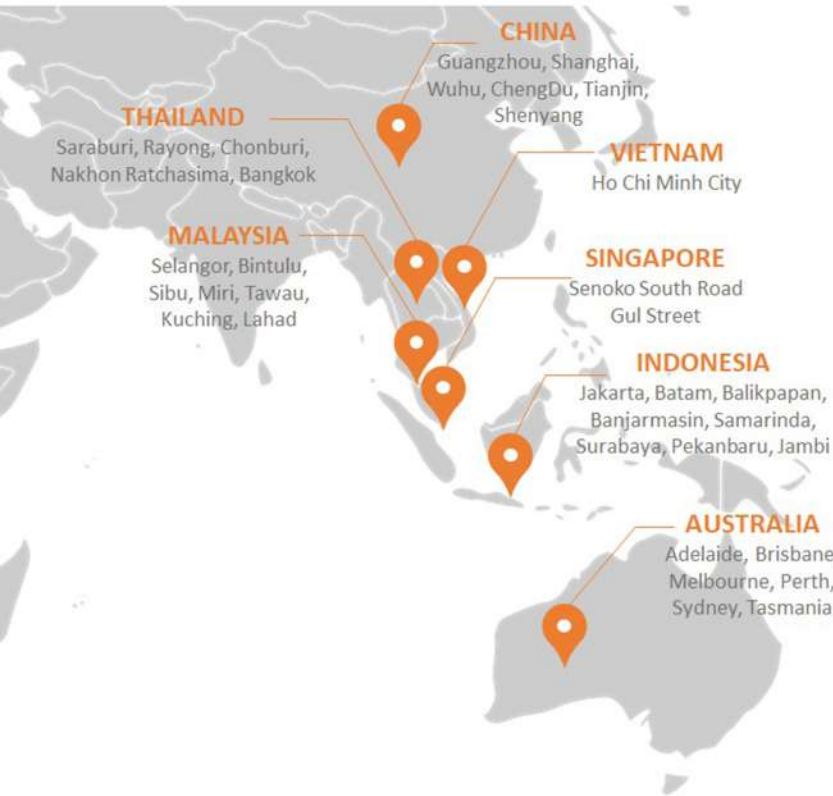 CHINA
Guangzhou, Shanghai,
Wuhu, ChengDu, Tianjin,
Shenyang
THAILAND
Saraburi, Rayong, Chonburi,
Nakhon Ratchasima, Bangkok
VIETNAM
Ho Chi Minh City
MALAYSIA
Selangor, Bintulu,
Sibu, Miri, Tawau,
Kuching, Lahad
SINGAPORE
Senoko South Road
Gul Street
INDONESIA
Jakarta, Batam, Balikpapan,
Banjarmasin, Samarinda,
Surabaya, Pekanbaru, Jambi
AUSTRALIA
Adelaide, Brisbane
Melbourne, Perth,
Sydney, Tasmania